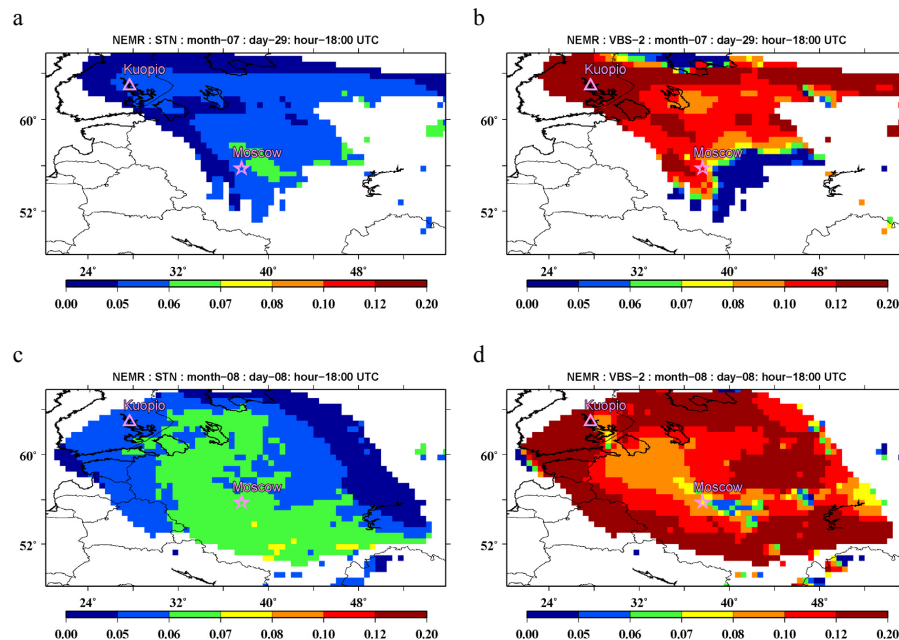 a
NEMR : STN : month-07 : day-29: hour-18:00 UTC
Kuopio
60°
Moscow
52°
24° 32° 40° 48°
0.00 0.05 0.06 0.07 0.08 0.10 0.12 0.20
b
NEMR : VBS-2 : month-07 : day-29: hour-18:00 UTC
Kuopio
60°
Moscow
52°
24° 32° 40° 48°
0.00 0.05 0.06 0.07 0.08 0.10 0.12 0.20
c
NEMR : STN : month-08 : day-08: hour-18:00 UTC
Kuopio
60°
Moscow
52°
24° 32° 40° 48°
0.00 0.05 0.06 0.07 0.08 0.10 0.12 0.20
d
NEMR : VBS-2 : month-08 : day-08: hour-18:00 UTC
Kuopio
60°
Moscow
52°
24° 32° 40° 48°
0.00 0.05 0.06 0.07 0.08 0.10 0.12 0.20